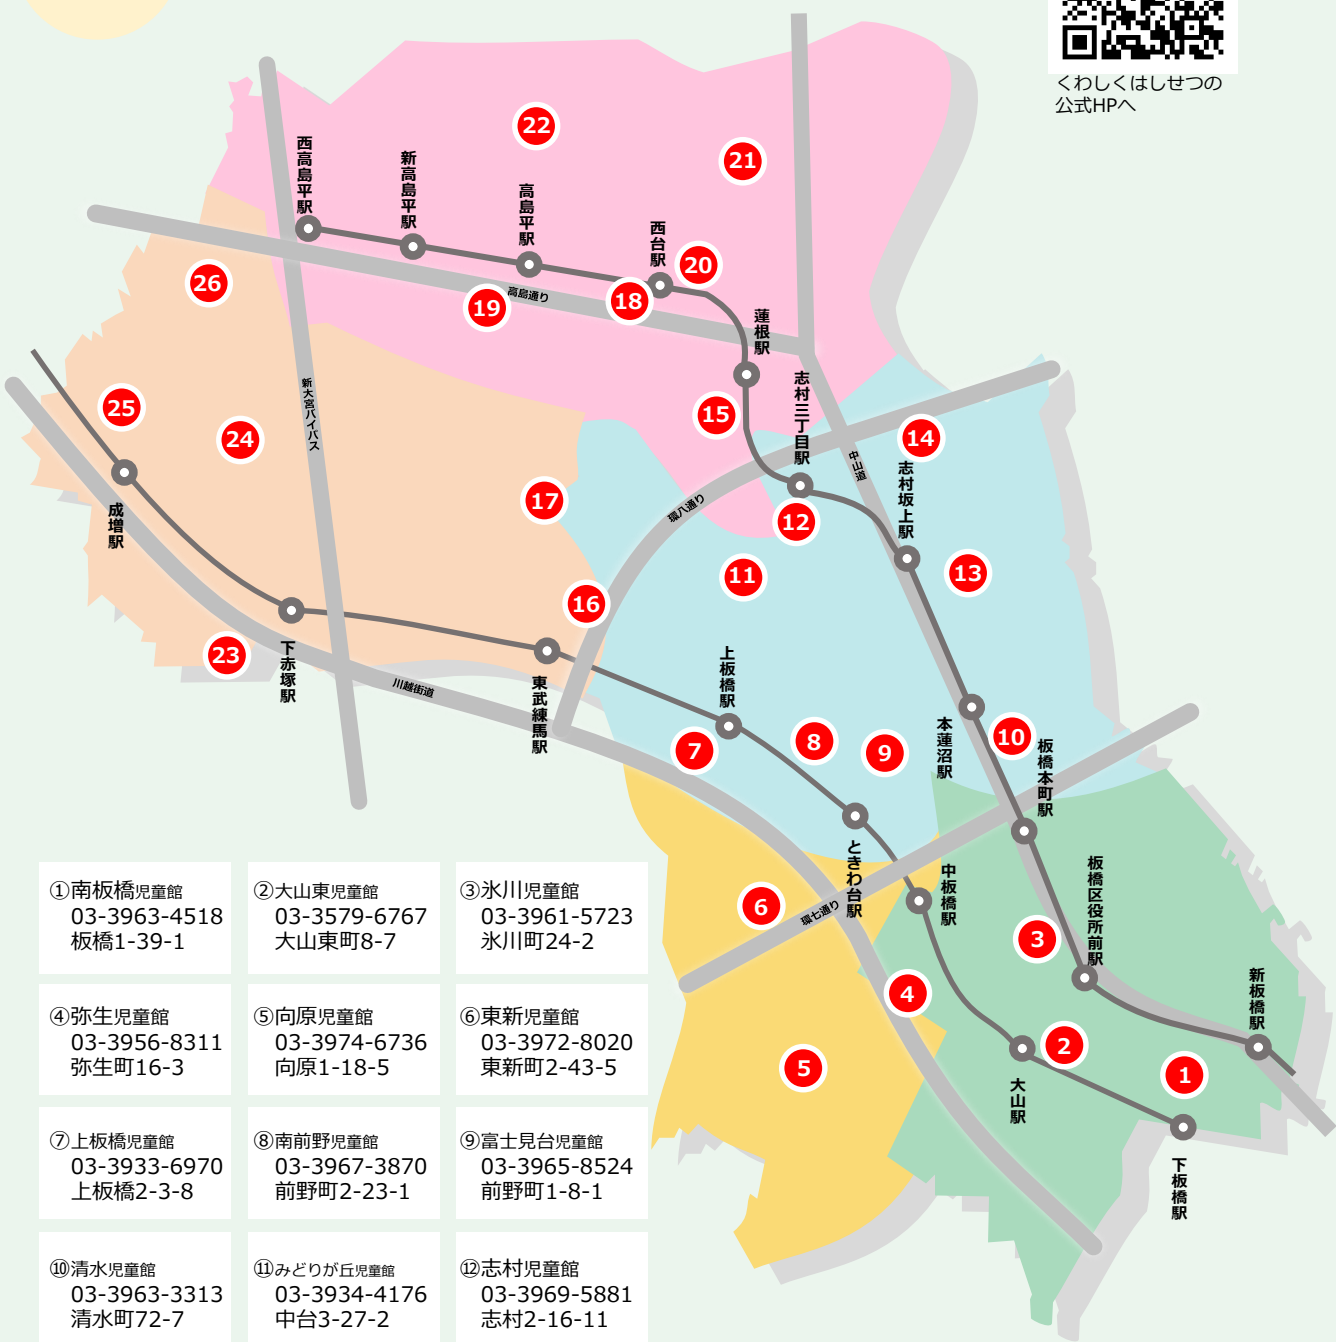 くわしくはしせつの
公式HPへ
22
21
西高島平駅
新高島平駅
高島平駅
西台駅
20
26
19
高島通り
18
蓮根駅
志村三丁目駅
新大宮バイパス
25
24
15
14
中山道
志村坂上駅
17
環八通り
12
成増駅
11
13
16
下赤塚駅
23
川越街道
東武練馬駅
上板橋駅
7
8
9
本蓮沼駅
10
板橋本町駅
ときわ台駅
中板橋駅
板橋区役所前駅
6
環七通り
3
新板橋駅
4
5
2
1
大山駅
下板橋駅
①南板橋児童館
03-3963-4518
板橋1-39-1
②大山東児童館
03-3579-6767
大山東町8-7
③氷川児童館
03-3961-5723
氷川町24-2
④弥生児童館
03-3956-8311
弥生町16-3
⑤向原児童館
03-3974-6736
向原1-18-5
⑥東新児童館
03-3972-8020
東新町2-43-5
⑦上板橋児童館
03-3933-6970
上板橋2-3-8
⑧南前野児童館
03-3967-3870
前野町2-23-1
⑨富士見台児童館
03-3965-8524
前野町1-8-1
⑩清水児童館
03-3963-3313
清水町72-7
⑪みどりが丘児童館
03-3934-4176
中台3-27-2
⑫志村児童館
03-3969-5881
志村2-16-11